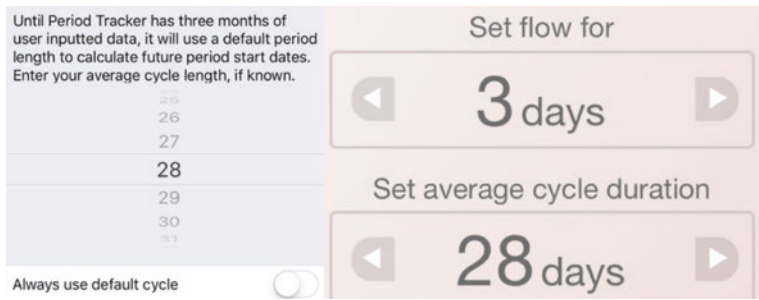 Until Period Tracker has three months of
user inputted data, it will use a default period
length to calculate future period start dates.
Enter your average cycle length, if known.
25
26
27
28
29
30
31
Always use default cycle
Set flow for
3 days
Set average cycle duration
28 days